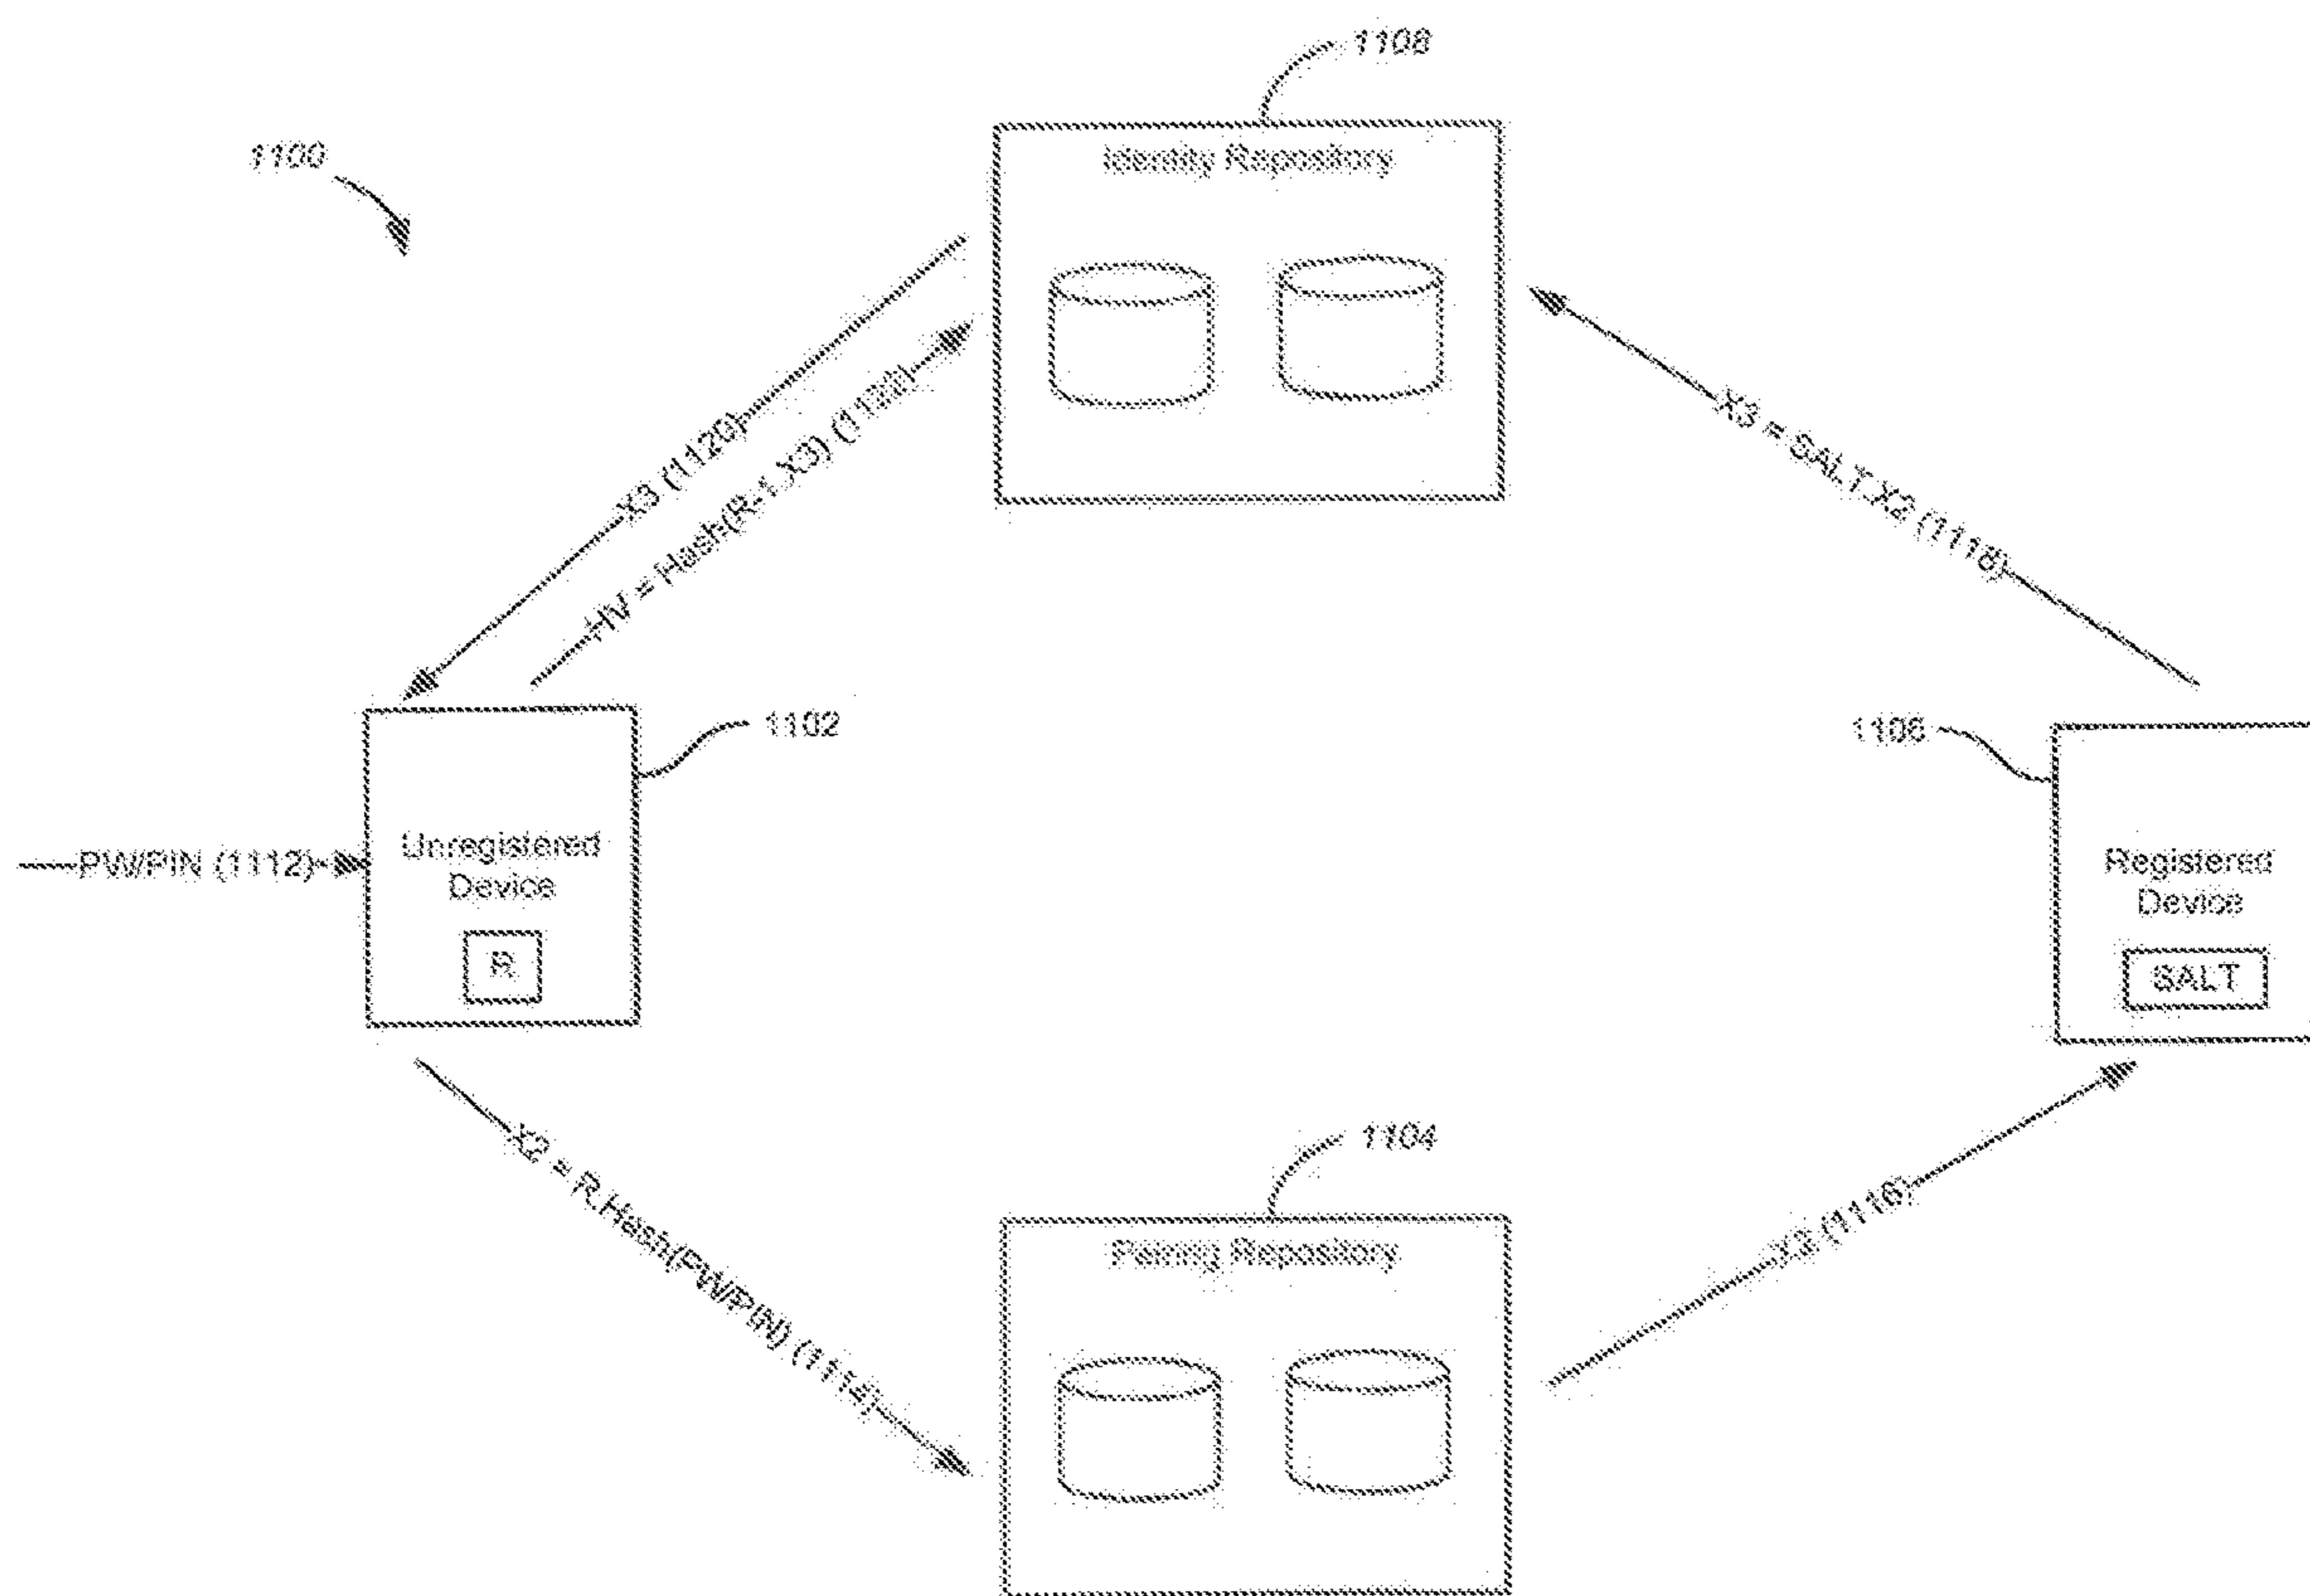 1108
1100
Identity Repository
X3 (1120)
HV = Hash(R-1.X3) (1122)
X3 = SALT.X2 (1118)
1102
1106
PW/PIN (1112)
Unregistered
Device
R
Registered
Device
SALT
X2 = R.Hash(PW/PIN) (1114)
1104
Pairing Repository
X2 (1116)